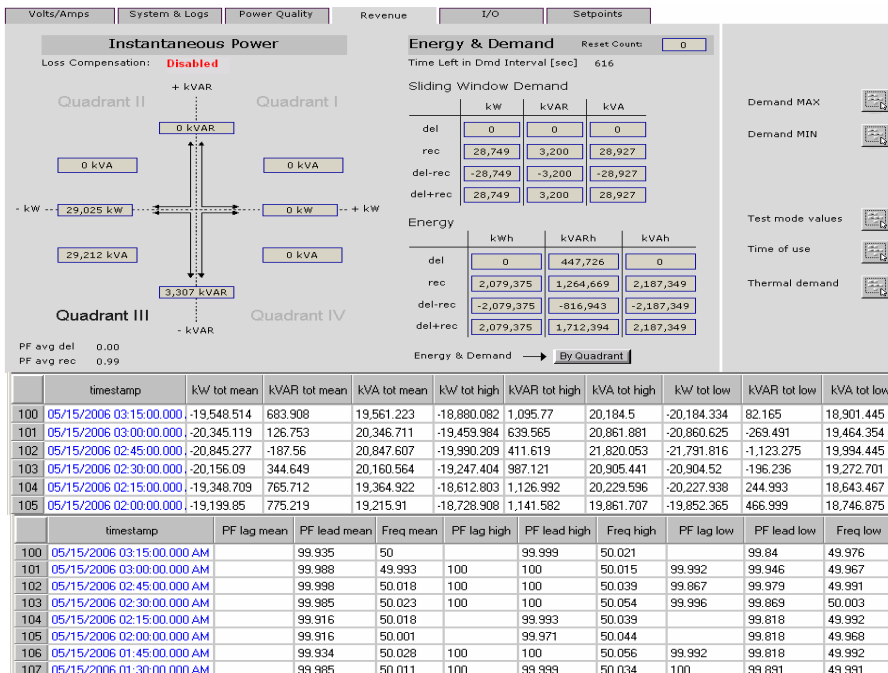 Volts/Amps System & Logs Power Quality Revenue I/O Setpoints
Instantaneous Power
Loss Compensation: Disabled
+ kVAR
Quadrant II Quadrant I
0 kVAR
0 kVA 0 kVA
- kW 29,025 kW 0 kW + kW
29,212 kVA 0 kVA
3,307 kVAR
Quadrant III Quadrant IV
- kVAR
PF avg del 0.00
PF avg rec 0.99
Energy & Demand Reset Count: 0
Time Left in Dmd Interval [sec] 616
Sliding Window Demand
kW kVAR kVA
del 0 0 0
rec 28,749 3,200 28,927
del-rec -28,749 -3,200 -28,927
del+rec 28,749 3,200 28,927
Energy
kWh kVARh kVAh
del 0 447,726 0
rec 2,079,375 1,264,669 2,187,349
del-rec -2,079,375 -816,943 -2,187,349
del+rec 2,079,375 1,712,394 2,187,349
Energy & Demand By Quadrant
Demand MAX
Demand MIN
Test mode values
Time of use
Thermal demand
timestamp kW tot mean kVAR tot mean kVA tot mean kW tot high kVAR tot high kVA tot high kW tot low kVAR tot low kVA tot low
100 05/15/2006 03:15:00.000 -19,548.514 683.908 19,561.223 -18,880.082 1,095.77 20,184.5 -20,184.334 82.165 18,901.445
101 05/15/2006 03:00:00.000 -20,345.119 126.753 20,346.711 -19,459.984 639.565 20,861.881 -20,860.625 -269.491 19,464.354
102 05/15/2006 02:45:00.000 -20,845.277 -187.56 20,847.607 -19,990.209 411.619 21,820.053 -21,791.816 -1,123.275 19,994.445
103 05/15/2006 02:30:00.000 -20,156.09 344.649 20,160.564 -19,247.404 987.121 20,905.441 -20,904.52 -196.236 19,272.701
104 05/15/2006 02:15:00.000 -19,348.709 765.712 19,364.922 -18,612.803 1,126.992 20,229.596 -20,227.938 244.993 18,643.467
105 05/15/2006 02:00:00.000 -19,199.85 775.219 19,215.91 -18,728.908 1,141.582 19,861.707 -19,852.365 466.999 18,746.875
timestamp PF lag mean PF lead mean Freq mean PF lag high PF lead high Freq high PF lag low PF lead low Freq low
100 05/15/2006 03:15:00.000 AM 99.935 50 99.999 50.021 99.84 49.976
101 05/15/2006 03:00:00.000 AM 99.988 49.993 100 100 50.015 99.992 99.946 49.967
102 05/15/2006 02:45:00.000 AM 99.998 50.018 100 100 50.039 99.867 99.979 49.991
103 05/15/2006 02:30:00.000 AM 99.985 50.023 100 100 50.054 99.996 99.869 50.003
104 05/15/2006 02:15:00.000 AM 99.916 50.018 99.993 50.039 99.818 49.992
105 05/15/2006 02:00:00.000 AM 99.916 50.001 99.971 50.044 99.818 49.968
106 05/15/2006 01:45:00.000 AM 99.934 50.028 100 100 50.056 99.992 99.818 49.992
107 05/15/2006 01:30:00.000 AM 99.985 50.011 100 99.999 50.034 100 99.891 49.991